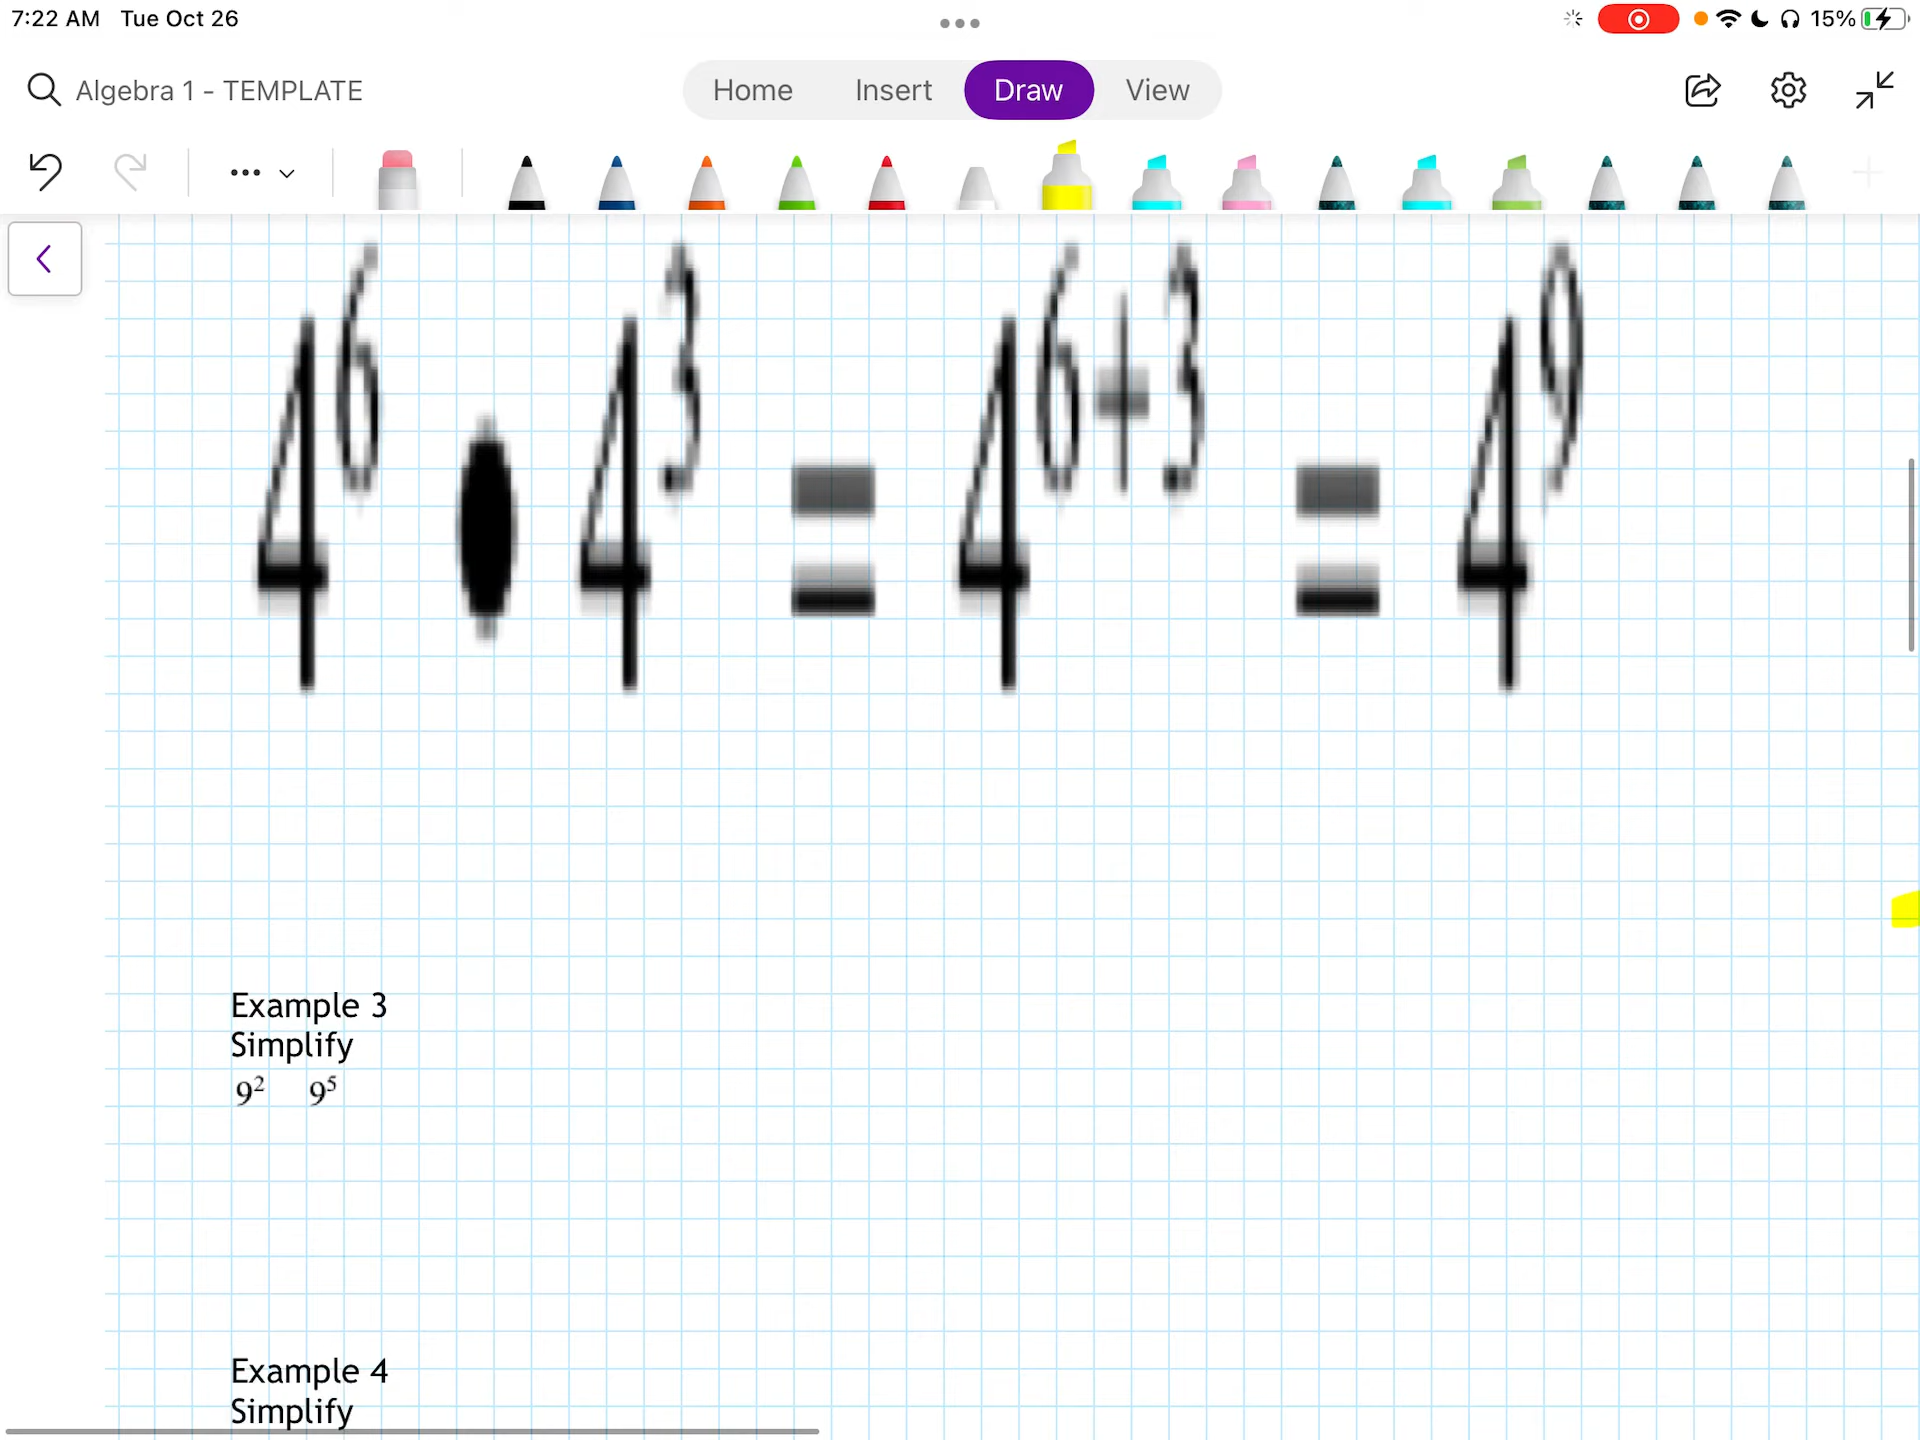 7:22 AM Tue Oct 26
15%
Algebra 1 - TEMPLATE
Home Insert Draw View
4⁶ • 4³ = 4⁶⁺³ = 4⁹
Example 3
Simplify
9² 9⁵
Example 4
Simplify